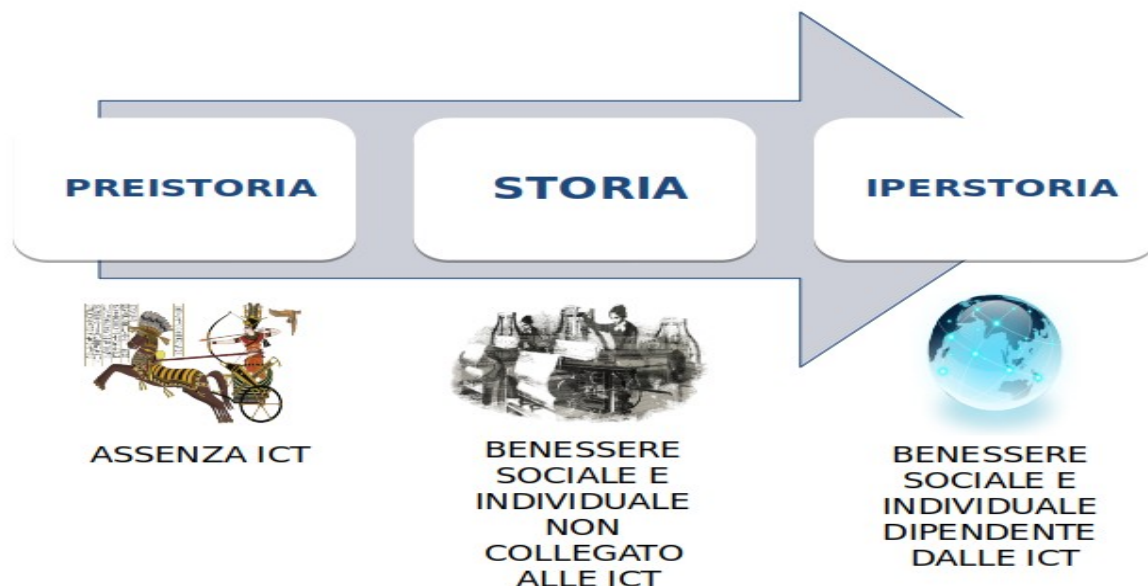 PREISTORIA
STORIA
IPERSTORIA
ASSENZA ICT
BENESSERE
SOCIALE E
INDIVIDUALE
NON
COLLEGATO
ALLE ICT
BENESSERE
SOCIALE E
INDIVIDUALE
DIPENDENTE
DALLE ICT